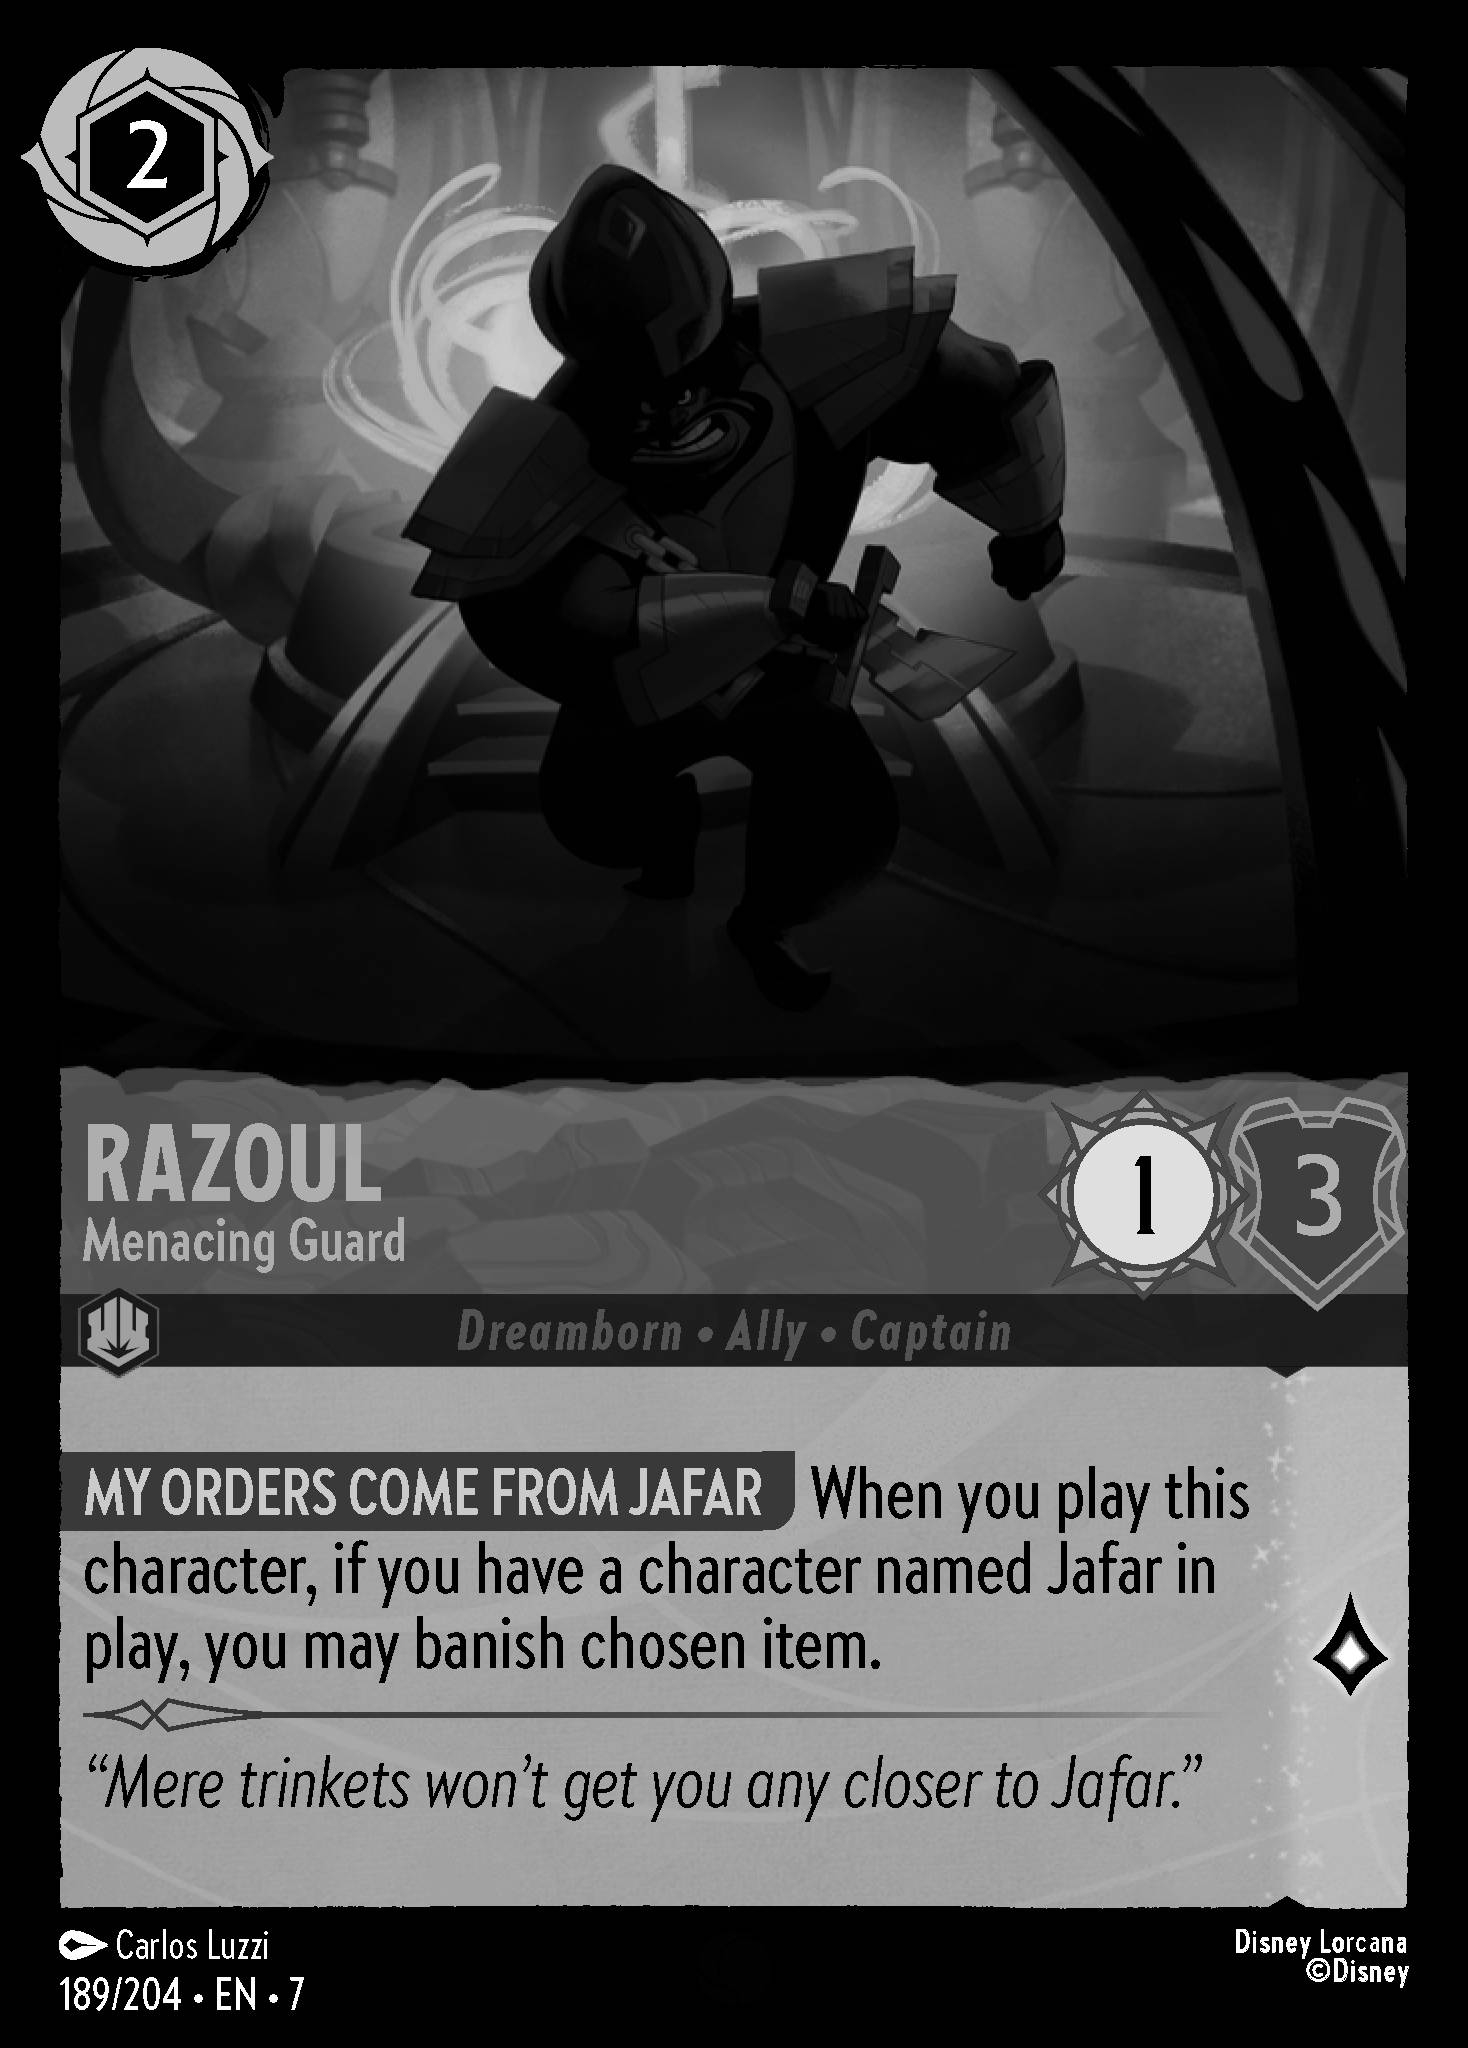 2
RAZOUL
Menacing Guard
1
3
Dreamborn • Ally • Captain
MY ORDERS COME FROM JAFAR When you play this
character, if you have a character named Jafar in
play, you may banish chosen item.
“Mere trinkets won’t get you any closer to Jafar.”
Carlos Luzzi
189/204 • EN • 7
Disney Lorcana
©Disney